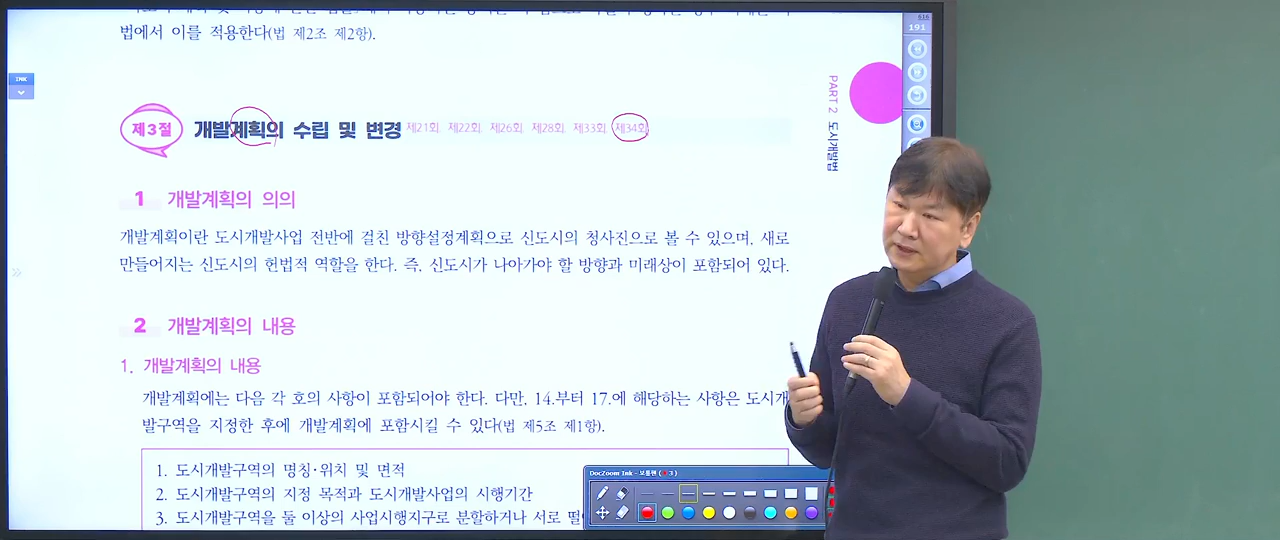 법에서 이를 적용한다(법 제2조 제2항).
제3절 개발계획의 수립 및 변경 제21회 제22회 제26회 제28회 제33회 제34회
1 개발계획의 의의
개발계획이란 도시개발사업 전반에 걸친 방향설정계획으로 신도시의 청사진으로 볼 수 있으며, 새로
만들어지는 신도시의 헌법적 역할을 한다. 즉, 신도시가 나아가야 할 방향과 미래상이 포함되어 있다.
2 개발계획의 내용
1. 개발계획의 내용
개발계획에는 다음 각 호의 사항이 포함되어야 한다. 다만, 14.부터 17.에 해당하는 사항은 도시개
발구역을 지정한 후에 개발계획에 포함시킬 수 있다(법 제5조 제1항).
1. 도시개발구역의 명칭·위치 및 면적
2. 도시개발구역의 지정 목적과 도시개발사업의 시행기간
3. 도시개발구역을 둘 이상의 사업시행지구로 분할하거나 서로
PART 2 도시개발법
INK
616
191
DocZoom Ink - 보통펜 ( 3 )